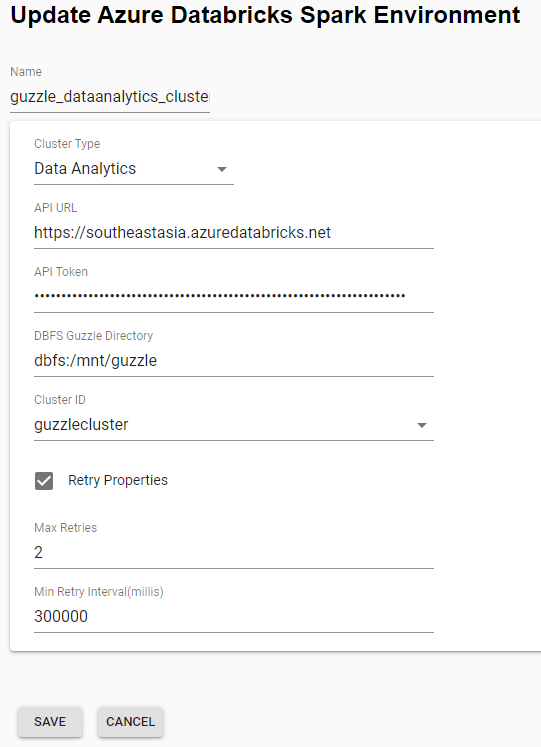 Update Azure Databricks Spark Environment
Name
guzzle_dataanalytics_cluster
Cluster Type
Data Analytics
API URL
https://southeastasia.azuredatabricks.net
API Token
••••••••••••••••••••••••••••••••••••••••••••••••••••••••••••••••••••••
DBFS Guzzle Directory
dbfs:/mnt/guzzle
Cluster ID
guzzlecluster
Retry Properties
Max Retries
2
Min Retry Interval(millis)
300000
SAVE CANCEL